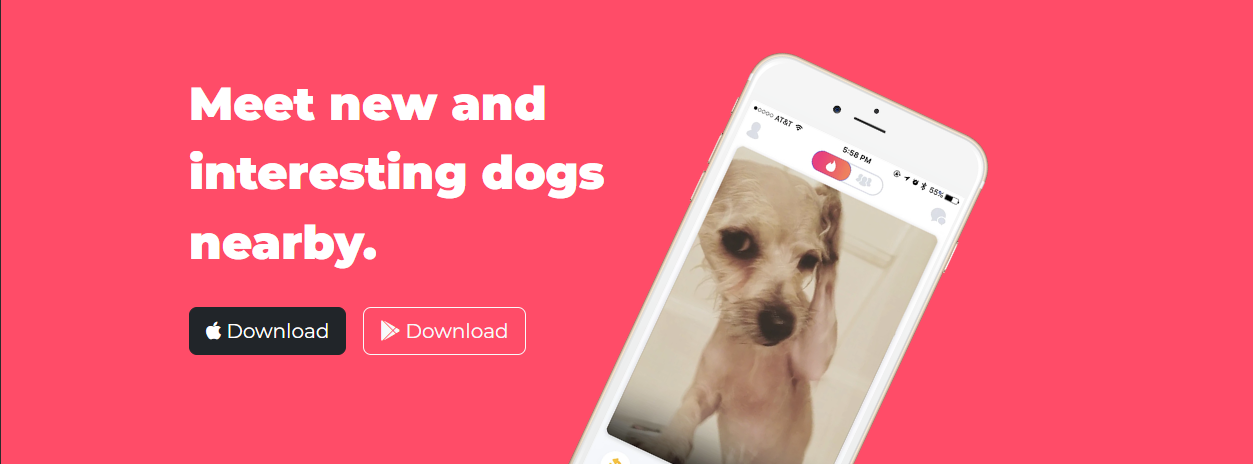 Meet new and
interesting dogs
nearby.
Download
Download
AT&T
5:58 PM
55%